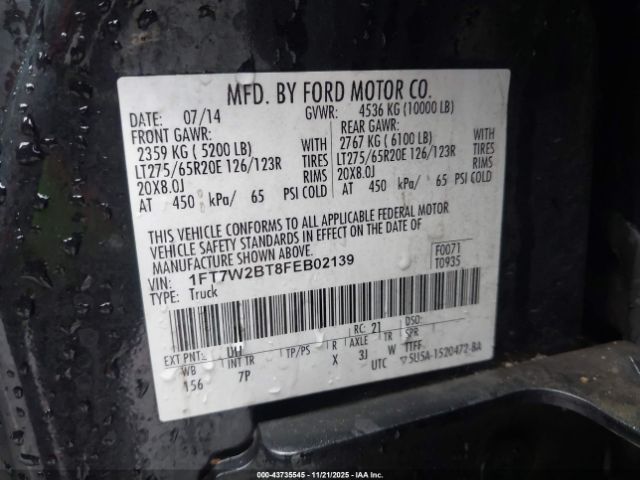 MFD. BY FORD MOTOR CO.
DATE: 07/14 GVWR: 4536 KG (10000 LB)
FRONT GAWR: REAR GAWR:
2359 KG ( 5200 LB) WITH 2767 KG ( 6100 LB) WITH
LT275/65R20E 126/123R TIRES LT275/65R20E 126/123R TIRES
20X8.0J RIMS 20X8.0J RIMS
AT 450 kPa/ 65 PSI COLD AT 450 kPa/ 65 PSI COLD
THIS VEHICLE CONFORMS TO ALL APPLICABLE FEDERAL MOTOR
VEHICLE SAFETY STANDARDS IN EFFECT ON THE DATE OF
MANUFACTURE SHOWN ABOVE.
VIN: 1FT7W2BT8FEB02139 F0071
TYPE: Truck T0935
EXT PNT: RC: 21 DSO:
WB INT TR TP/PS R AXLE TR SPR
156 7P X 3J W TTFF
UTC ▽5U5A-1520472-BA
000-43735545 - 11/21/2025 - IAAI.COM